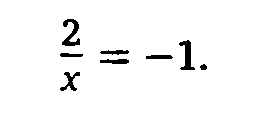 2/x = −1.